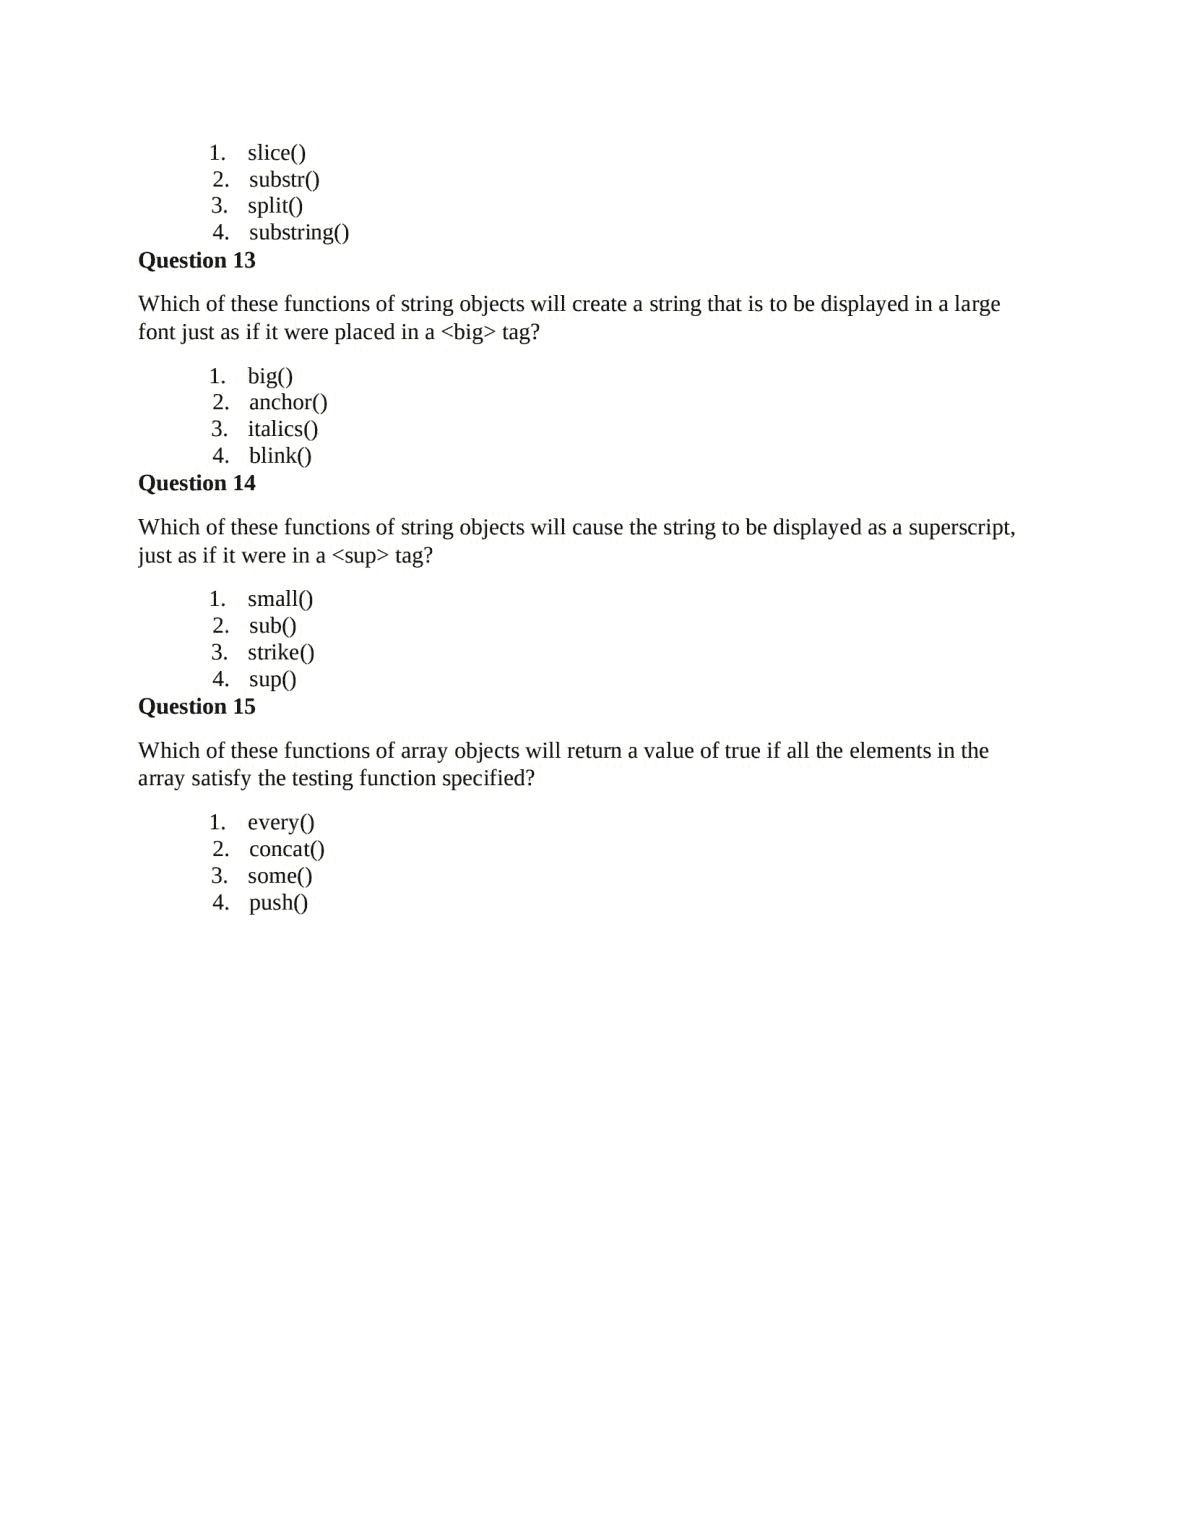 1. slice()
2. substr()
3. split()
4. substring()
Question 13
Which of these functions of string objects will create a string that is to be displayed in a large
font just as if it were placed in a <big> tag?
1. big()
2. anchor()
3. italics()
4. blink()
Question 14
Which of these functions of string objects will cause the string to be displayed as a superscript,
just as if it were in a <sup> tag?
1. small()
2. sub()
3. strike()
4. sup()
Question 15
Which of these functions of array objects will return a value of true if all the elements in the
array satisfy the testing function specified?
1. every()
2. concat()
3. some()
4. push()